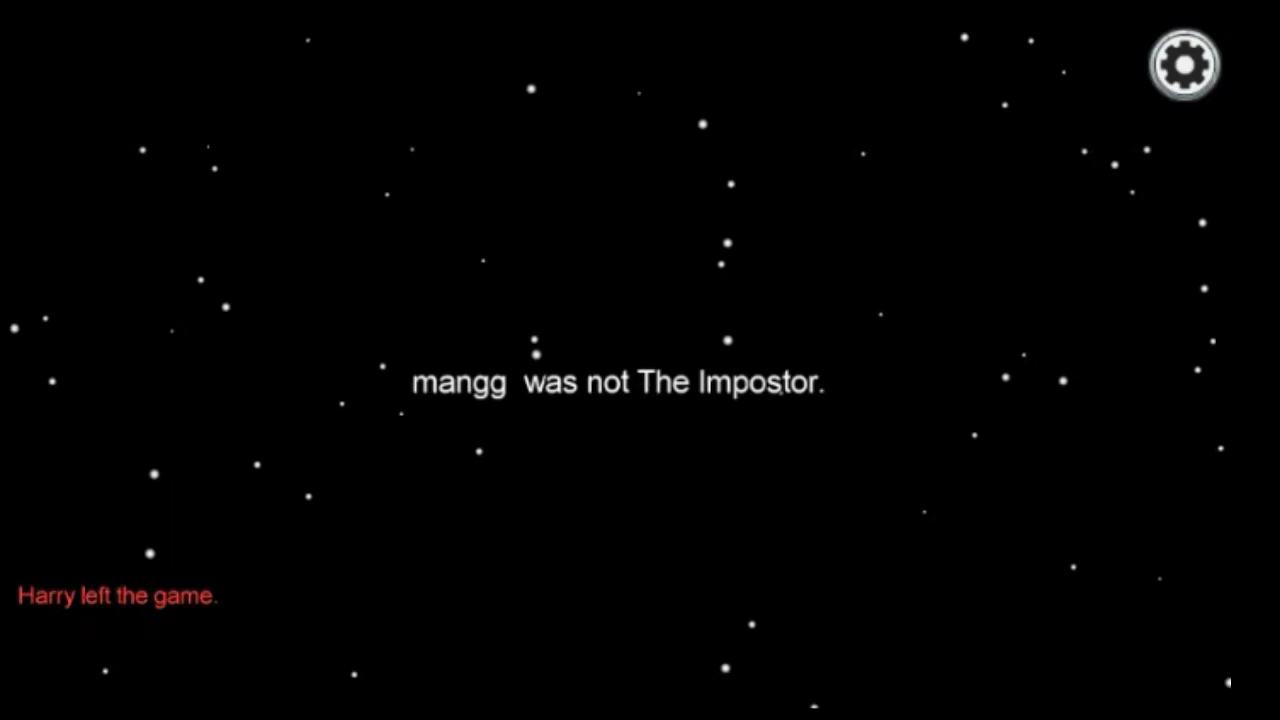 mangg  was not The Impostor.
Harry left the game.